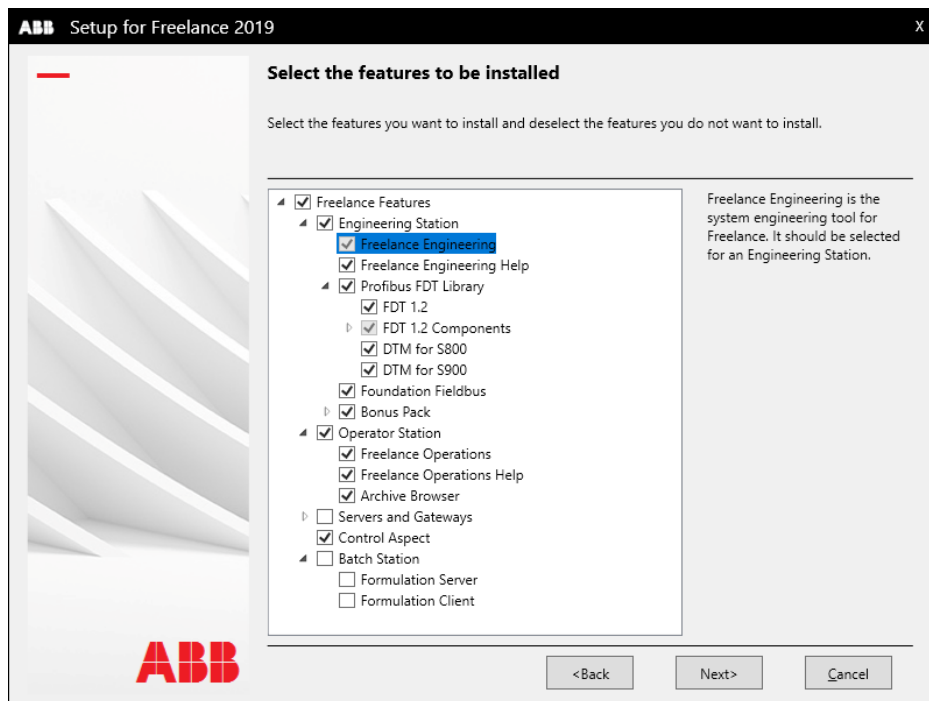 ABB Setup for Freelance 2019 X
Select the features to be installed
Select the features you want to install and deselect the features you do not want to install.
Freelance Features
Engineering Station
Freelance Engineering
Freelance Engineering Help
Profibus FDT Library
FDT 1.2
FDT 1.2 Components
DTM for S800
DTM for S900
Foundation Fieldbus
Bonus Pack
Operator Station
Freelance Operations
Freelance Operations Help
Archive Browser
Servers and Gateways
Control Aspect
Batch Station
Formulation Server
Formulation Client
Freelance Engineering is the
system engineering tool for
Freelance. It should be selected
for an Engineering Station.
ABB
<Back Next> Cancel